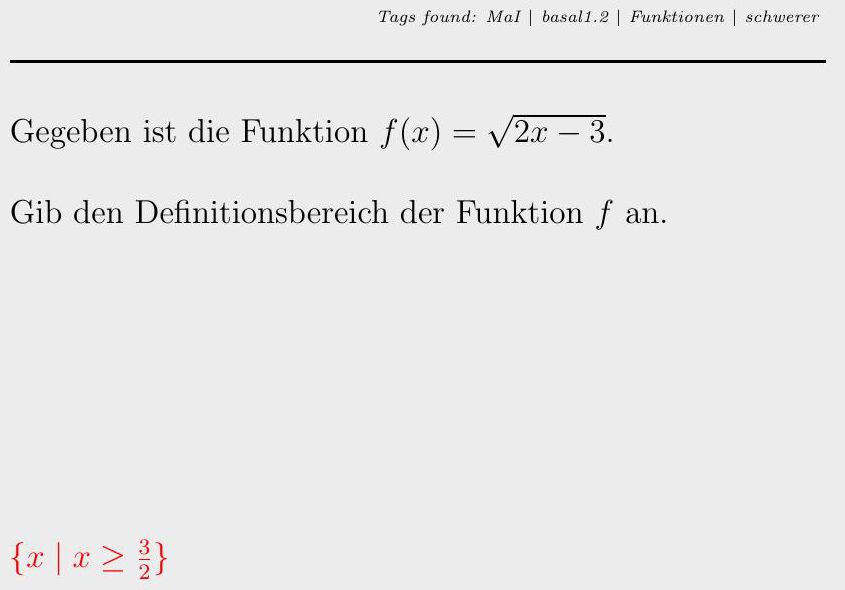 Tags found: MaI | basal1.2 | Funktionen | schwerer
Gegeben ist die Funktion $f(x) = \sqrt{2x - 3}$.
Gib den Definitionsbereich der Funktion $f$ an.
$\{x \mid x \geq \frac{3}{2}\}$